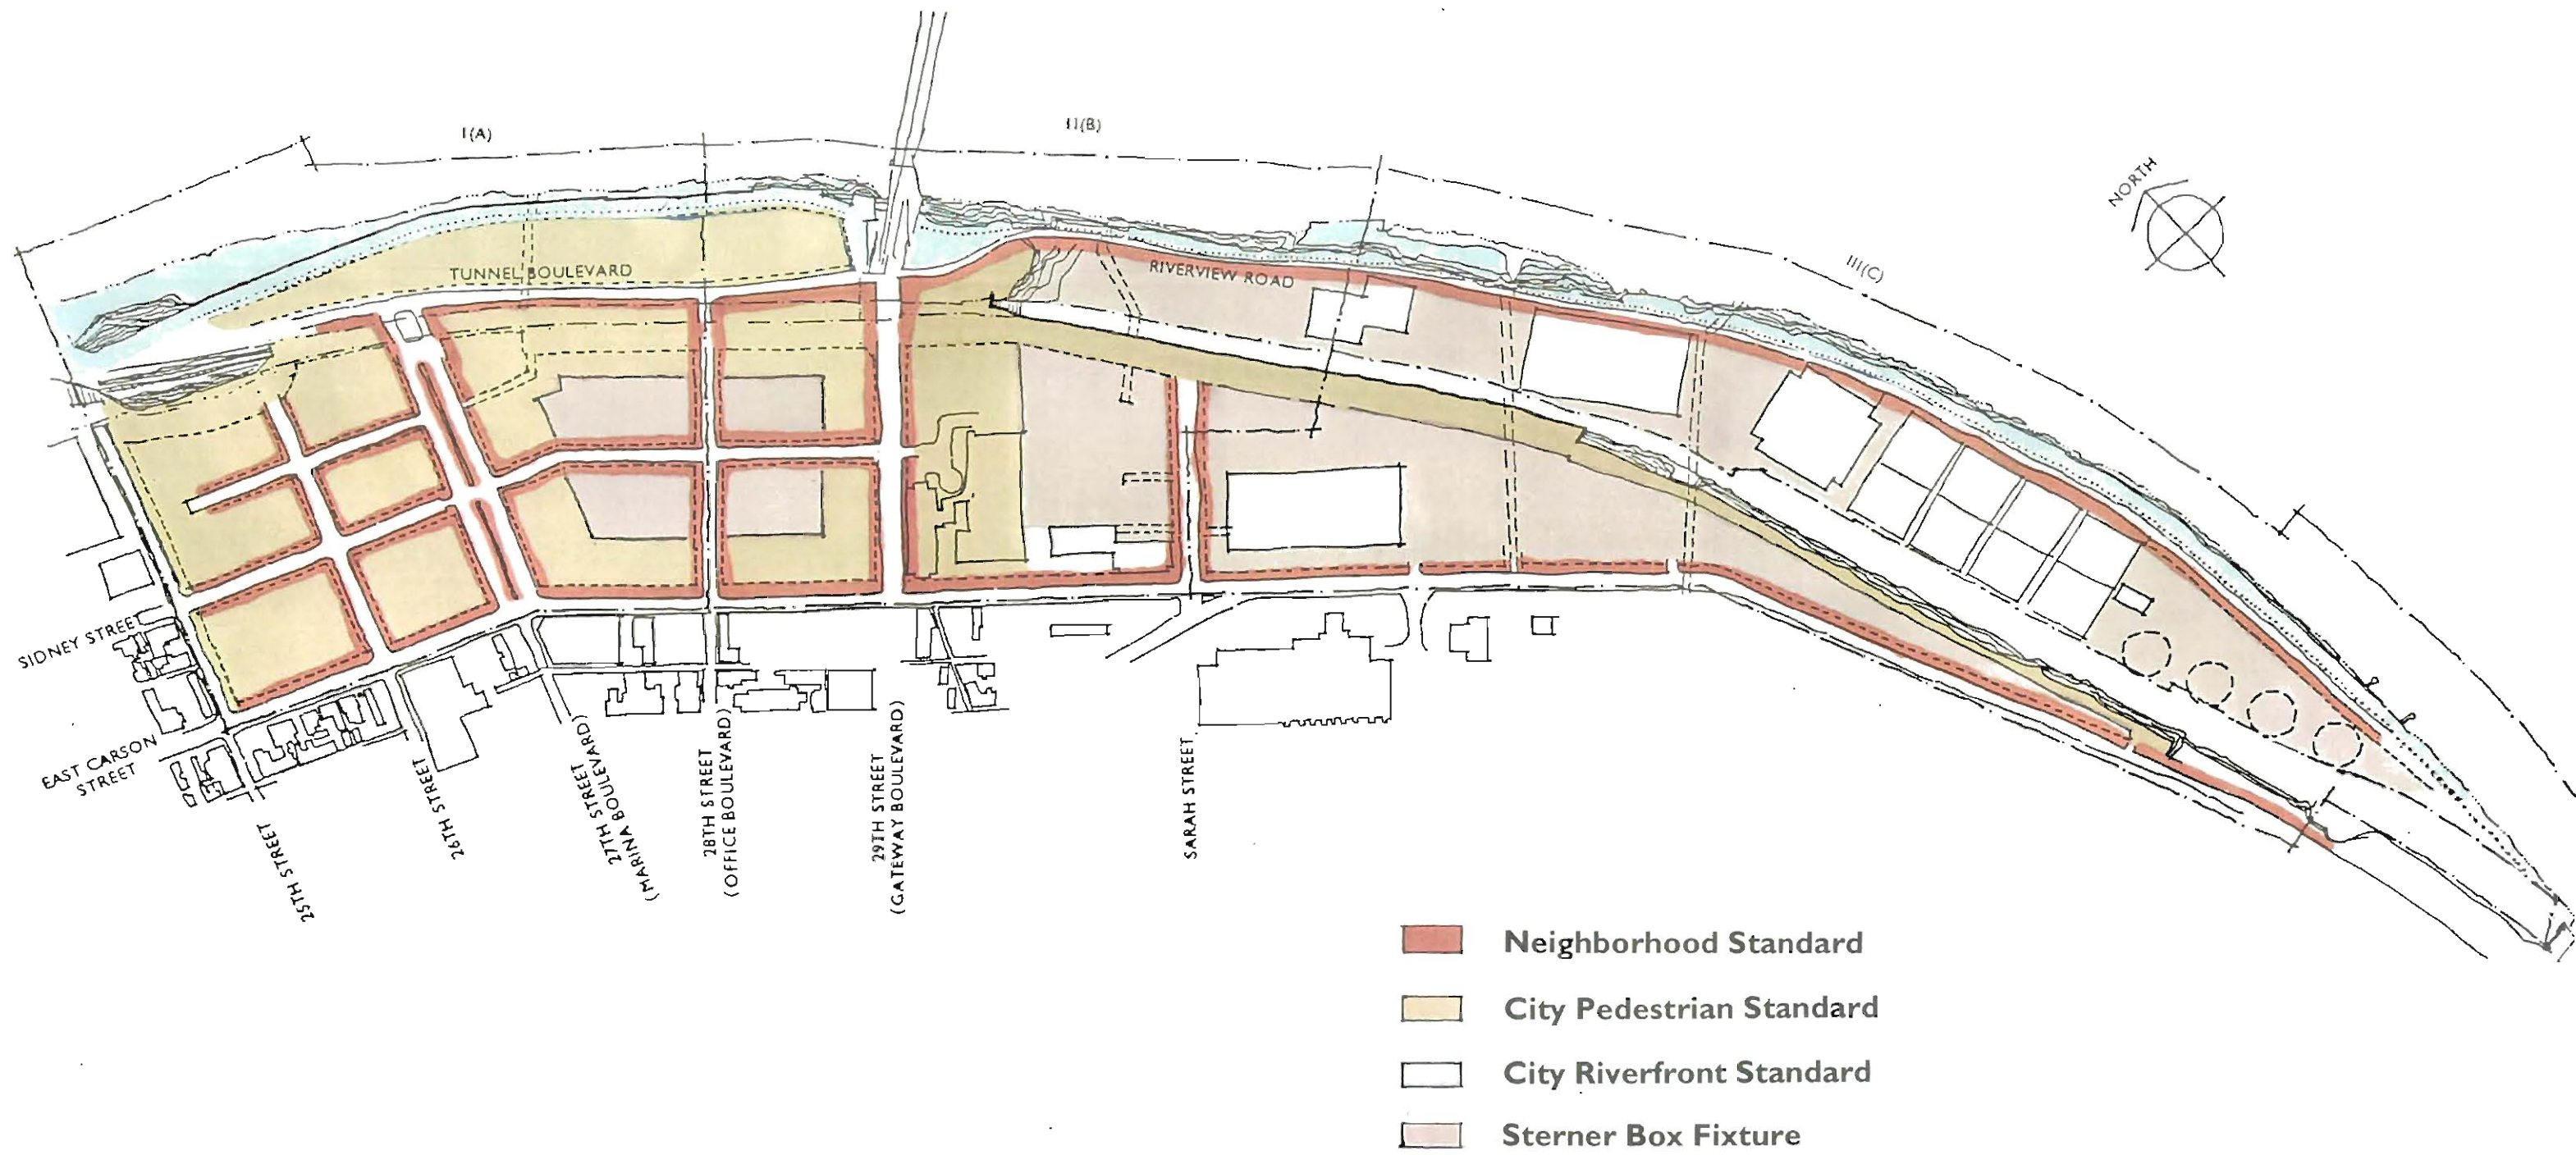 I(A)
II(B)
III(C)
NORTH
TUNNEL BOULEVARD
RIVERVIEW ROAD
SIDNEY STREET
EAST CARSON
STREET
25TH STREET
26TH STREET
27TH STREET
(MARINA BOULEVARD)
28TH STREET
(OFFICE BOULEVARD)
29TH STREET
(GATEWAY BOULEVARD)
SARAH STREET
Neighborhood Standard
City Pedestrian Standard
City Riverfront Standard
Sterner Box Fixture